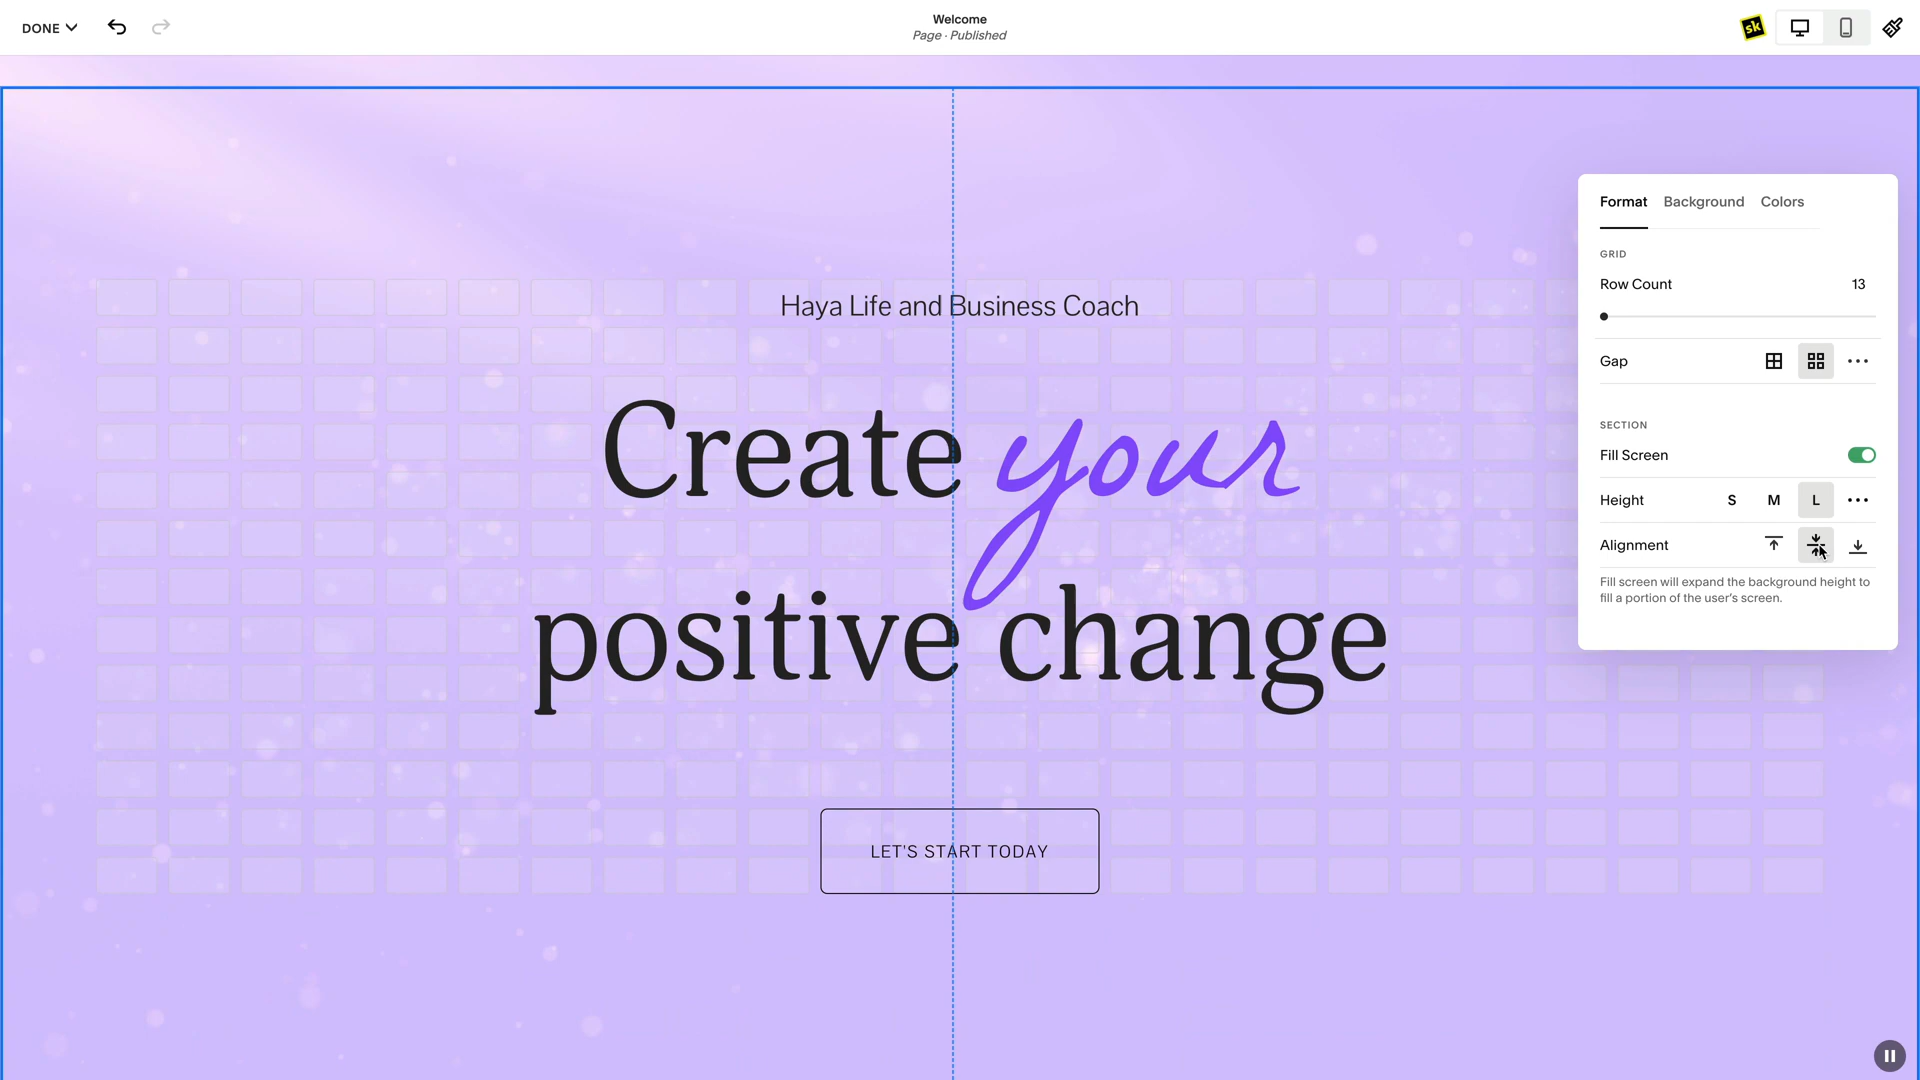 DONE
Welcome
Page · Published
sk
Haya Life and Business Coach
Create your
positive change
LET'S START TODAY
Format Background Colors
GRID
Row Count 13
Gap
SECTION
Fill Screen
Height S M L
Alignment
Fill screen will expand the background height to
fill a portion of the user's screen.